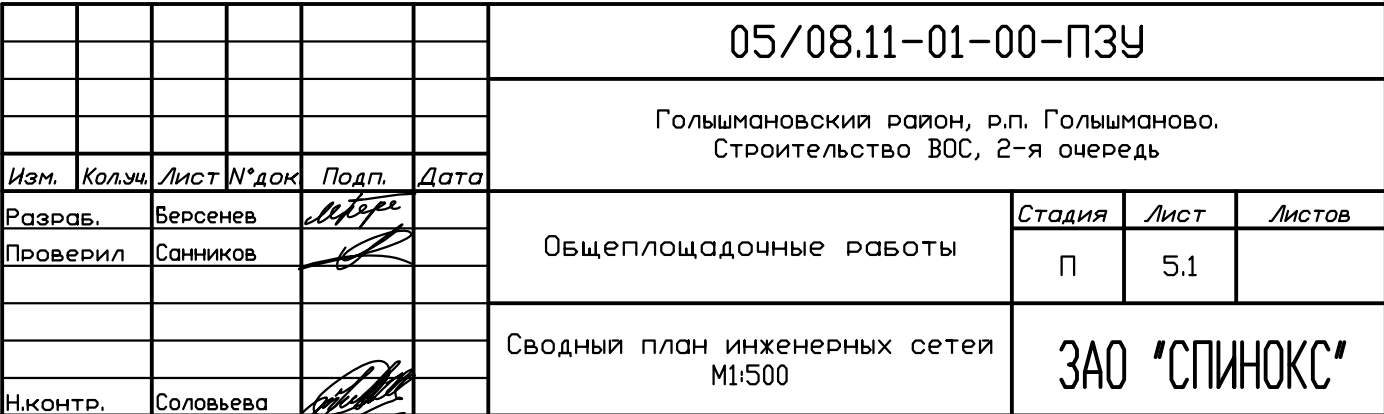 05/08.11-01-00-ПЗУ
Голышмановский район, р.п. Голышманово.
Строительство ВОС, 2-я очередь
Изм. Кол.уч. Лист N°док Подп. Дата
Разраб. Берсенев
Проверил Санников
Н.контр. Соловьева
Общеплощадочные работы
Стадия Лист Листов
П 5.1
Сводный план инженерных сетей
М1:500
ЗАО "СПИНОКС"